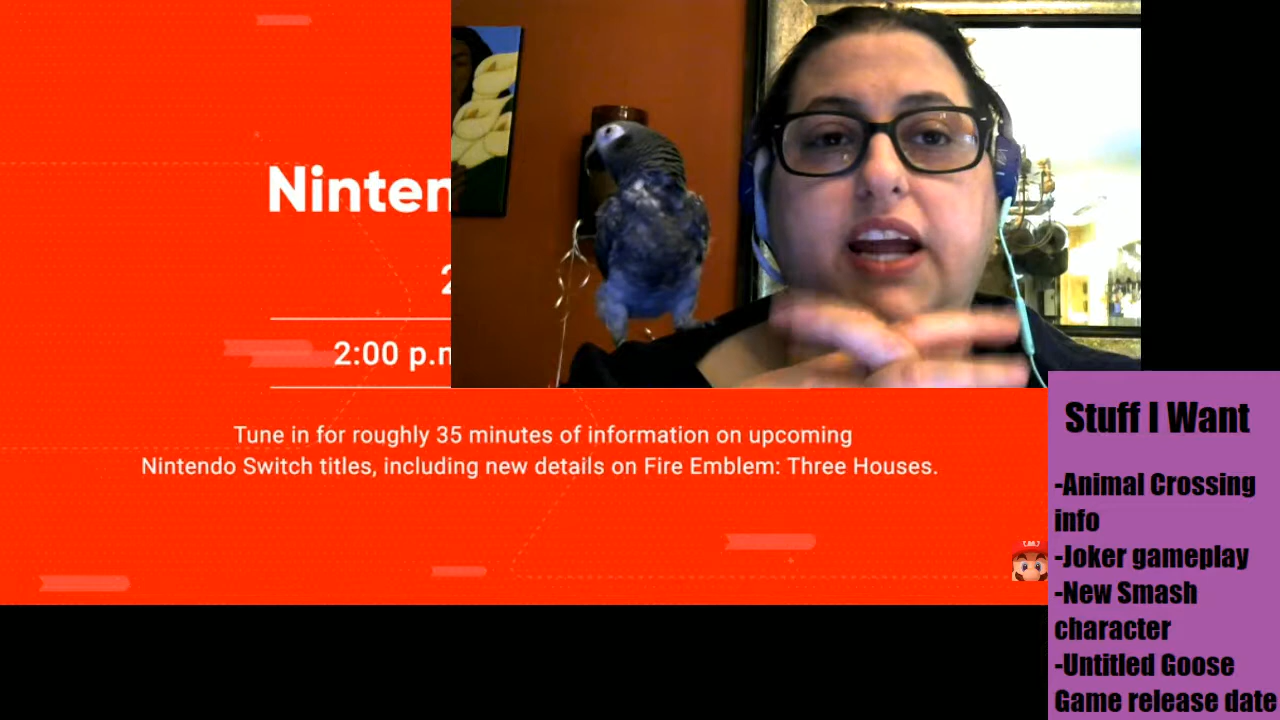 Ninten
2
2:00 p.m
Tune in for roughly 35 minutes of information on upcoming
Nintendo Switch titles, including new details on Fire Emblem: Three Houses.
Stuff I Want
-Animal Crossing
info
-Joker gameplay
-New Smash
character
-Untitled Goose
Game release date